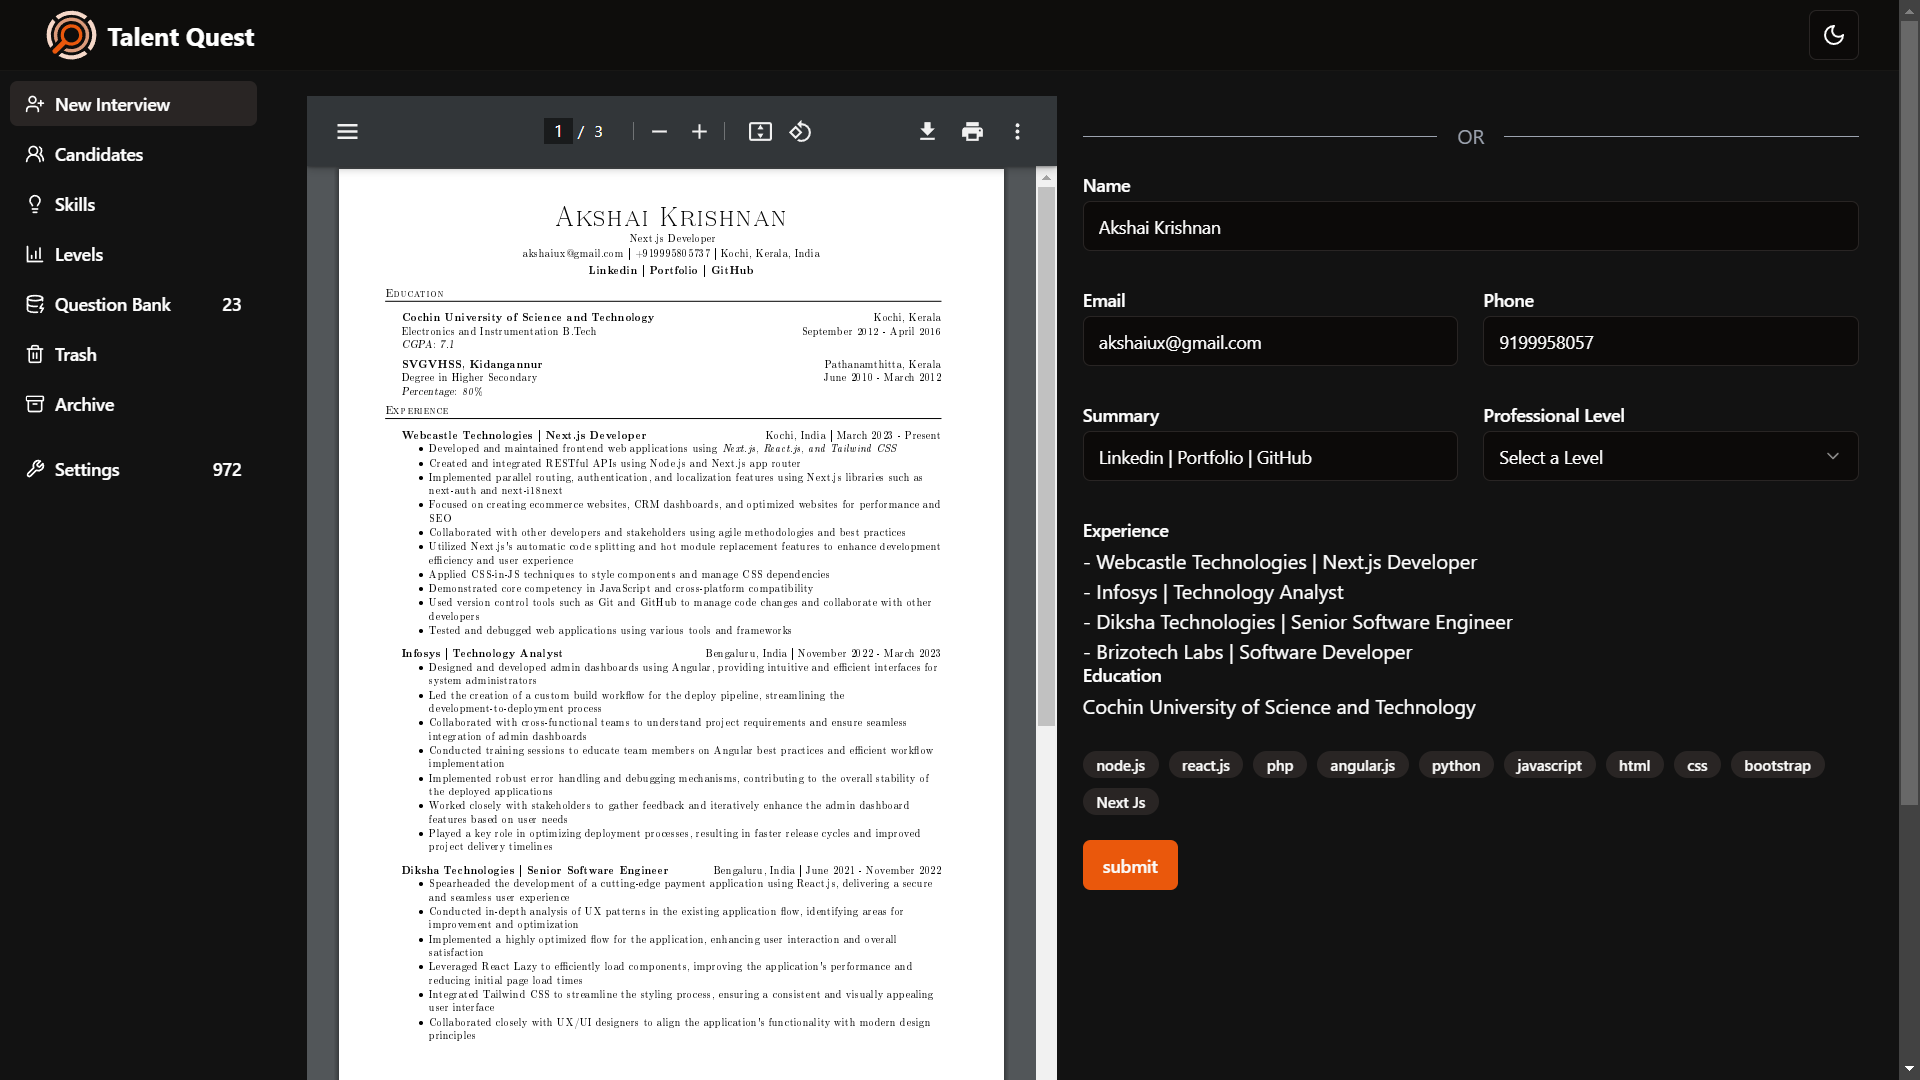 Talent Quest
New Interview
Candidates
Skills
Levels
Question Bank 23
Trash
Archive
Settings 972
1 / 3
AKSHAI KRISHNAN
Next.js Developer
akshaiux@gmail.com | +919995805737 | Kochi, Kerala, India
Linkedin | Portfolio | GitHub
EDUCATION
Cochin University of Science and Technology Kochi, Kerala
Electronics and Instrumentation B.Tech September 2012 - April 2016
CGPA: 7.1
SVGVHSS, Kidangannur Pathanamthitta, Kerala
Degree in Higher Secondary June 2010 - March 2012
Percentage: 80%
EXPERIENCE
Webcastle Technologies | Next.js Developer Kochi, India | March 2023 - Present
• Developed and maintained frontend web applications using Next.js, React.js, and Tailwind CSS
• Created and integrated RESTful APIs using Node.js and Next.js app router
• Implemented parallel routing, authentication, and localization features using Next.js libraries such as
next-auth and next-i18next
• Focused on creating ecommerce websites, CRM dashboards, and optimized websites for performance and
SEO
• Collaborated with other developers and stakeholders using agile methodologies and best practices
• Utilized Next.js's automatic code splitting and hot module replacement features to enhance development
efficiency and user experience
• Applied CSS-in-JS techniques to style components and manage CSS dependencies
• Demonstrated core competency in JavaScript and cross-platform compatibility
• Used version control tools such as Git and GitHub to manage code changes and collaborate with other
developers
• Tested and debugged web applications using various tools and frameworks
Infosys | Technology Analyst Bengaluru, India | November 2022 - March 2023
• Designed and developed admin dashboards using Angular, providing intuitive and efficient interfaces for
system administrators
• Led the creation of a custom build workflow for the deploy pipeline, streamlining the
development-to-deployment process
• Collaborated with cross-functional teams to understand project requirements and ensure seamless
integration of admin dashboards
• Conducted training sessions to educate team members on Angular best practices and efficient workflow
implementation
• Implemented robust error handling and debugging mechanisms, contributing to the overall stability of
the deployed applications
• Worked closely with stakeholders to gather feedback and iteratively enhance the admin dashboard
features based on user needs
• Played a key role in optimizing deployment processes, resulting in faster release cycles and improved
project delivery timelines
Diksha Technologies | Senior Software Engineer Bengaluru, India | June 2021 - November 2022
• Spearheaded the development of a cutting-edge payment application using React.js, delivering a secure
and seamless user experience
• Conducted in-depth analysis of UX patterns in the existing application flow, identifying areas for
improvement and optimization
• Implemented a highly optimized flow for the application, enhancing user interaction and overall
satisfaction
• Leveraged React Lazy to efficiently load components, improving the application's performance and
reducing initial page load times
• Integrated Tailwind CSS to streamline the styling process, ensuring a consistent and visually appealing
user interface
• Collaborated closely with UX/UI designers to align the application's functionality with modern design
principles
OR
Name
Akshai Krishnan
Email Phone
akshaiux@gmail.com 9199958057
Summary Professional Level
Linkedin | Portfolio | GitHub Select a Level
Experience
- Webcastle Technologies | Next.js Developer
- Infosys | Technology Analyst
- Diksha Technologies | Senior Software Engineer
- Brizotech Labs | Software Developer
Education
Cochin University of Science and Technology
node.js react.js php angular.js python javascript html css bootstrap
Next Js
submit